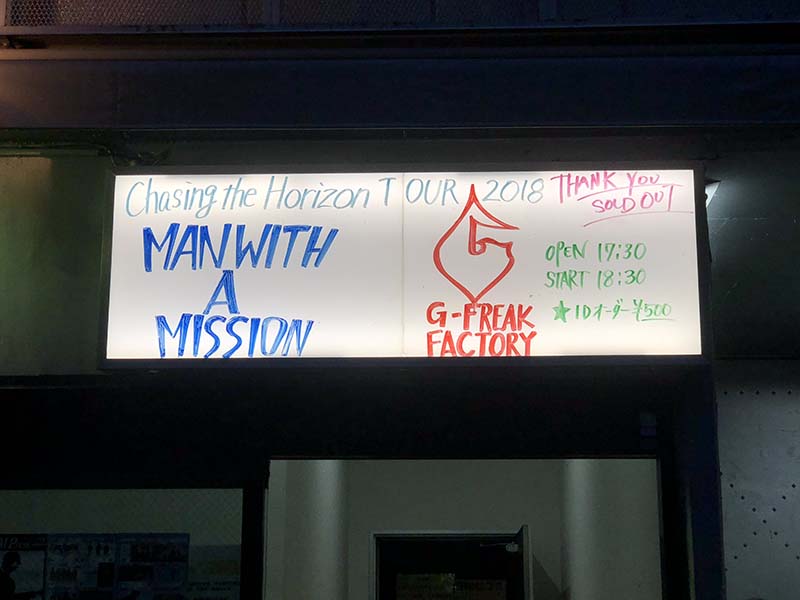 Chasing the Horizon TOUR 2018
THANK YOU
SOLD OUT
MAN WITH
A
MISSION
G
G-FREAK
FACTORY
OPEN 17:30
START 18:30
★1Dオーダー¥500